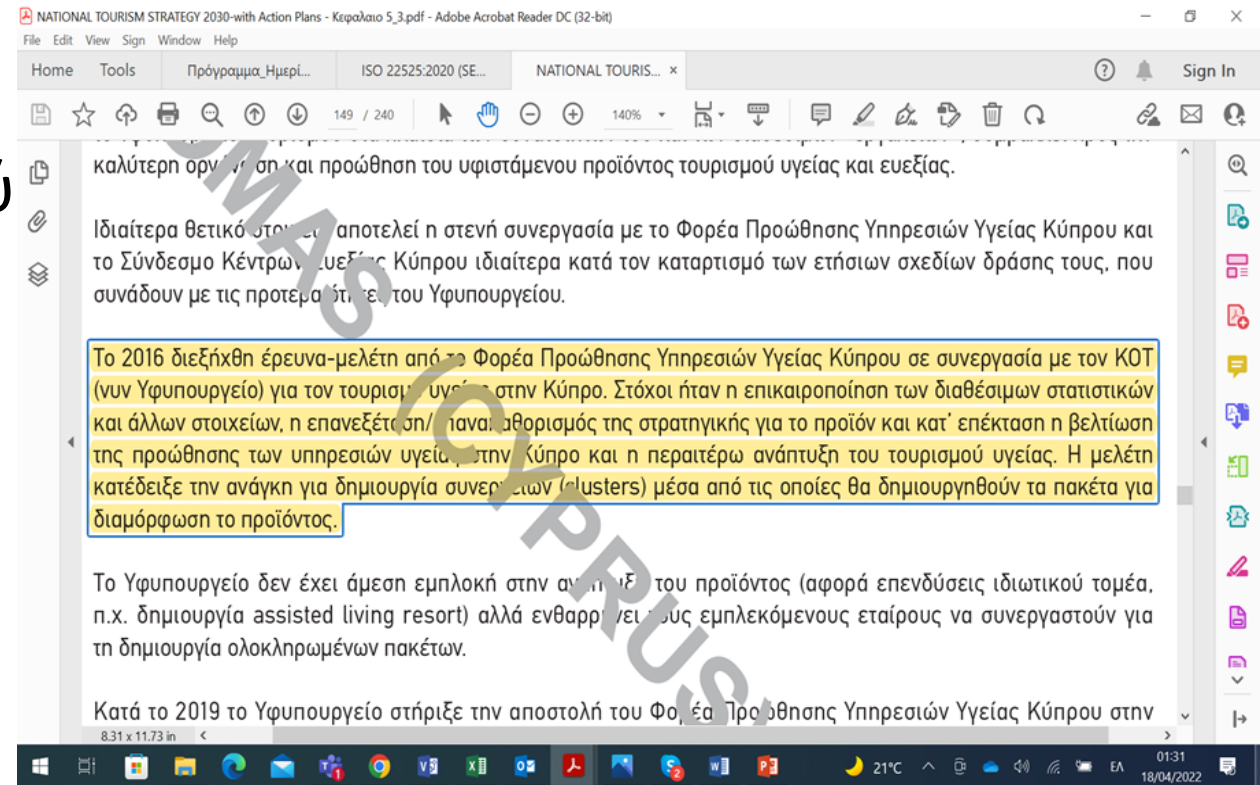 NATIONAL TOURISM STRATEGY 2030-with Action Plans - Κεφαλαιο 5_3.pdf - Adobe Acrobat Reader DC (32-bit)
File Edit View Sign Window Help
Home Tools Πρόγραμμα_Ημερί... ISO 22525:2020 (SE... NATIONAL TOURIS... × Sign In
149 / 240 140%
καλύτερη οργάνωση και προώθηση του υφιστάμενου προϊόντος τουρισμού υγείας και ευεξίας.
Ιδιαίτερα θετικό στοιχείο αποτελεί η στενή συνεργασία με το Φορέα Προώθησης Υπηρεσιών Υγείας Κύπρου και
το Σύνδεσμο Κέντρων Ευεξίας Κύπρου ιδιαίτερα κατά τον καταρτισμό των ετήσιων σχεδίων δράσης τους, που
συνάδουν με τις προτεραιότητες του Υφυπουργείου.
Το 2016 διεξήχθη έρευνα-μελέτη από το Φορέα Προώθησης Υπηρεσιών Υγείας Κύπρου σε συνεργασία με τον ΚΟΤ
(νυν Υφυπουργείο) για τον τουρισμό υγείας στην Κύπρο. Στόχοι ήταν η επικαιροποίηση των διαθέσιμων στατιστικών
και άλλων στοιχείων, η επανεξέταση/επανακαθορισμός της στρατηγικής για το προϊόν και κατ' επέκταση η βελτίωση
της προώθησης των υπηρεσιών υγείας στην Κύπρο και η περαιτέρω ανάπτυξη του τουρισμού υγείας. Η μελέτη
κατέδειξε την ανάγκη για δημιουργία συνεργειών (clusters) μέσα από τις οποίες θα δημιουργηθούν τα πακέτα για
διαμόρφωση το προϊόντος.
Το Υφυπουργείο δεν έχει άμεση εμπλοκή στην ανάπτυξη του προϊόντος (αφορά επενδύσεις ιδιωτικού τομέα,
π.χ. δημιουργία assisted living resort) αλλά ενθαρρύνει τους εμπλεκόμενους εταίρους να συνεργαστούν για
τη δημιουργία ολοκληρωμένων πακέτων.
Κατά το 2019 το Υφυπουργείο στήριξε την αποστολή του Φορέα Προώθησης Υπηρεσιών Υγείας Κύπρου στην
OMAS (CYPRUS)
8.31 x 11.73 in
21°C ΕΛ 01:31
18/04/2022